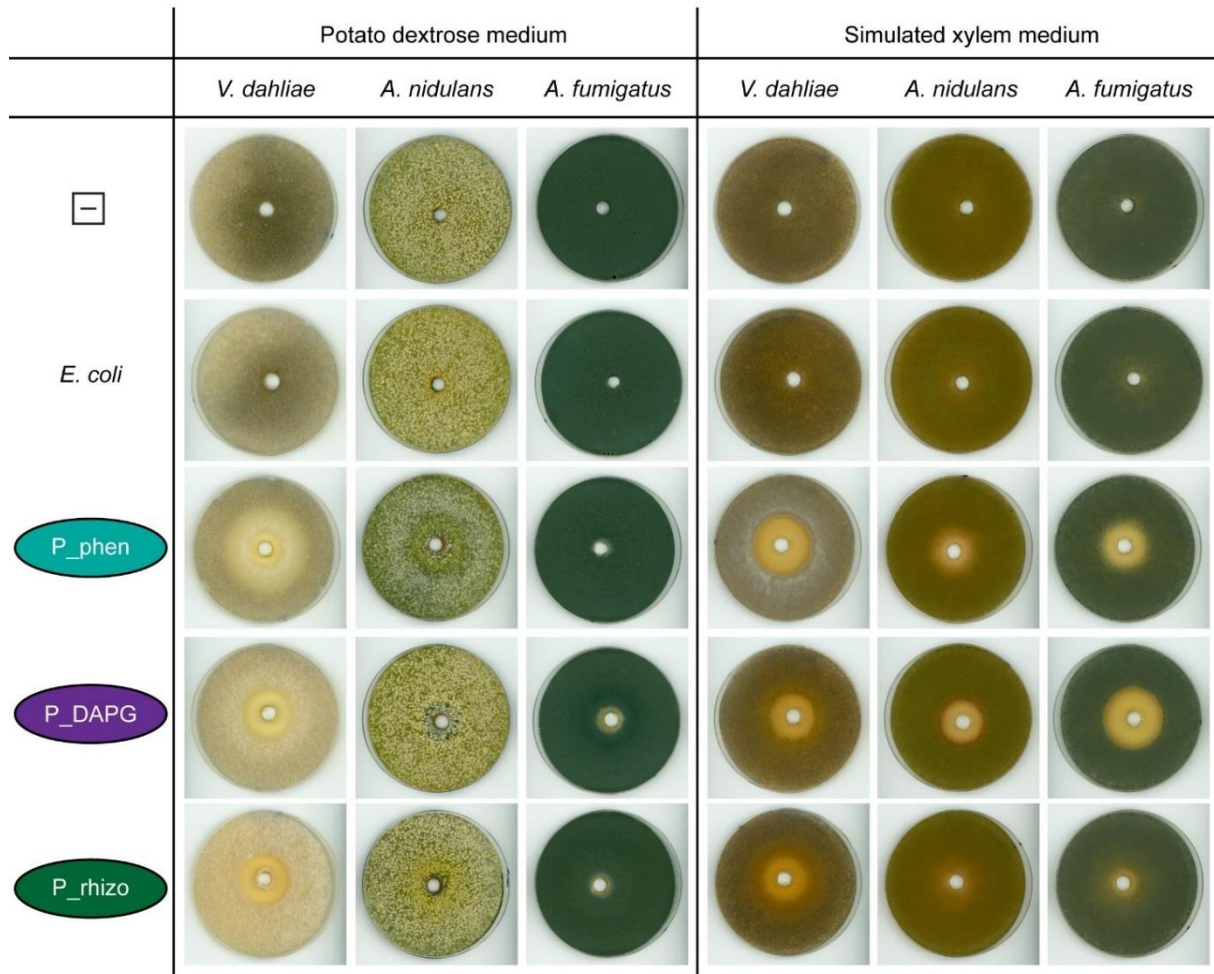 Potato dextrose medium Simulated xylem medium
V. dahliae A. nidulans A. fumigatus V. dahliae A. nidulans A. fumigatus
−
E. coli
P_phen
P_DAPG
P_rhizo